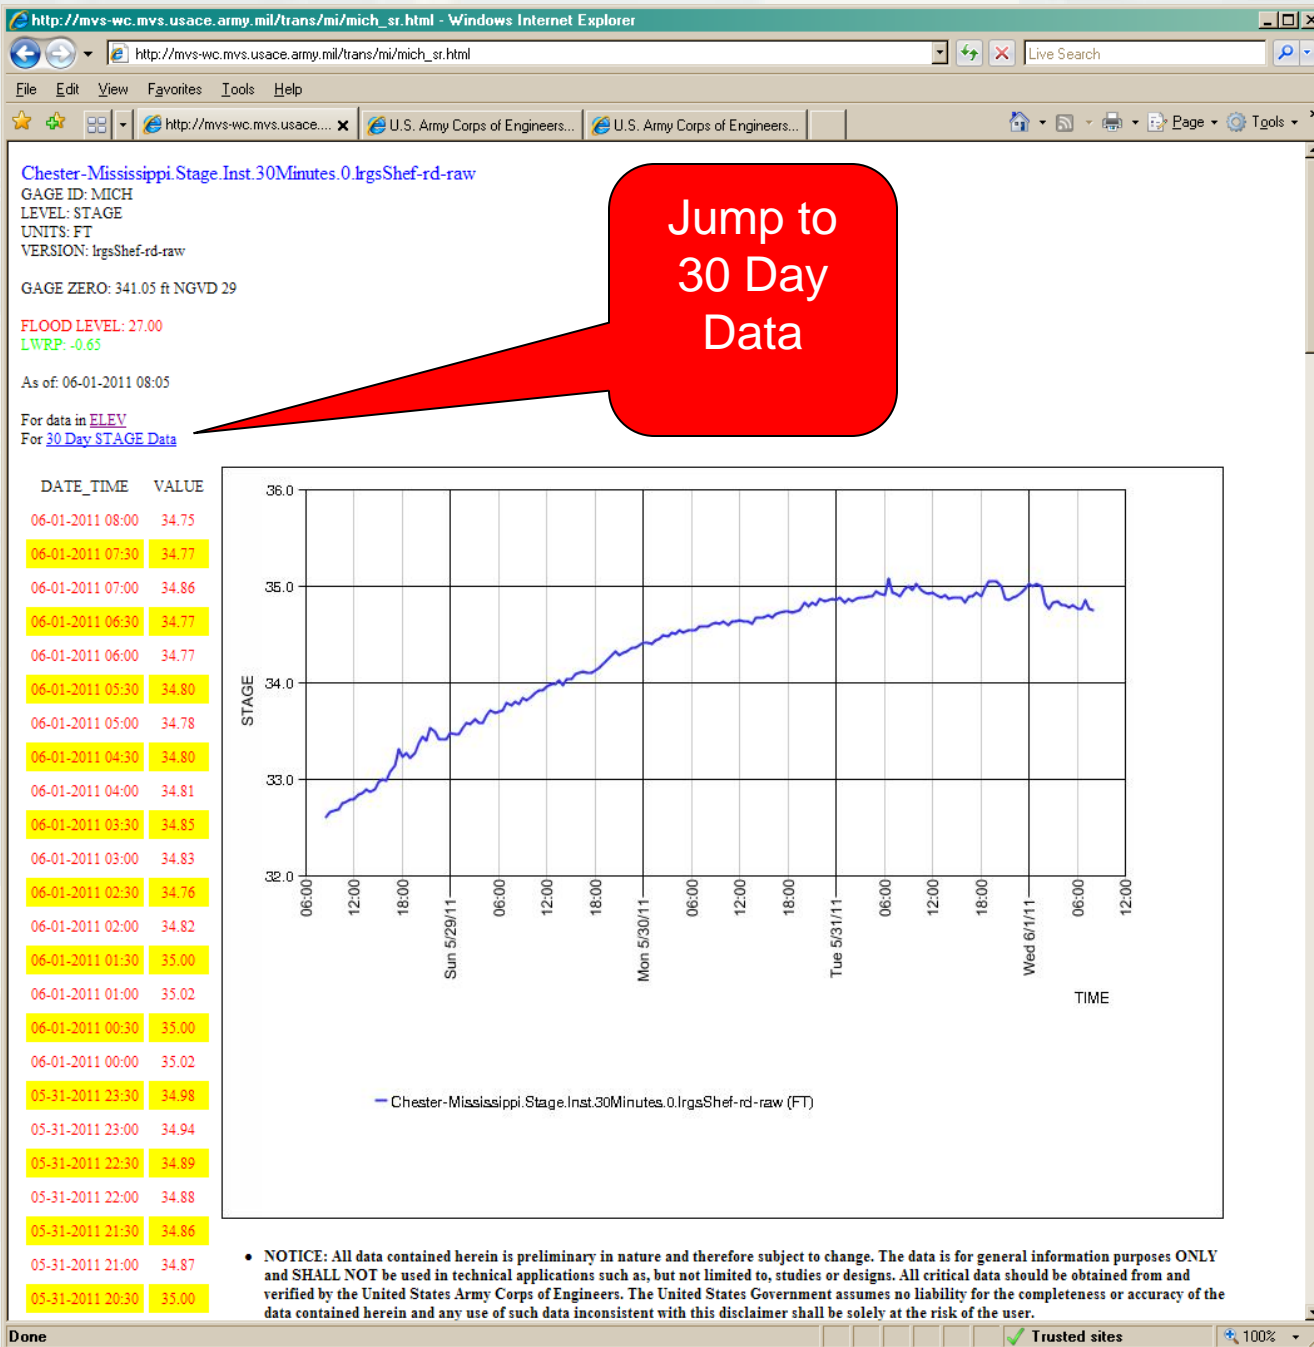 http://mvs-wc.mvs.usace.army.mil/trans/mi/mich_sr.html - Windows Internet Explorer
http://mvs-wc.mvs.usace.army.mil/trans/mi/mich_sr.html
Live Search
File Edit View Favorites Tools Help
http://mvs-wc.mvs.usace....
U.S. Army Corps of Engineers...
U.S. Army Corps of Engineers...
Page
Tools
Chester-Mississippi.Stage.Inst.30Minutes.0.lrgsShef-rd-raw
GAGE ID: MICH
LEVEL: STAGE
UNITS: FT
VERSION: lrgsShef-rd-raw
GAGE ZERO: 341.05 ft NGVD 29
FLOOD LEVEL: 27.00
LWRP: -0.65
As of: 06-01-2011 08:05
For data in ELEV
For 30 Day STAGE Data
Jump to
30 Day
Data
DATE_TIME VALUE
06-01-2011 08:00 34.75
06-01-2011 07:30 34.77
06-01-2011 07:00 34.86
06-01-2011 06:30 34.77
06-01-2011 06:00 34.77
06-01-2011 05:30 34.80
06-01-2011 05:00 34.78
06-01-2011 04:30 34.80
06-01-2011 04:00 34.81
06-01-2011 03:30 34.85
06-01-2011 03:00 34.83
06-01-2011 02:30 34.76
06-01-2011 02:00 34.82
06-01-2011 01:30 35.00
06-01-2011 01:00 35.02
06-01-2011 00:30 35.00
06-01-2011 00:00 35.02
05-31-2011 23:30 34.98
05-31-2011 23:00 34.94
05-31-2011 22:30 34.89
05-31-2011 22:00 34.88
05-31-2011 21:30 34.86
05-31-2011 21:00 34.87
05-31-2011 20:30 35.00
STAGE
36.0
35.0
34.0
33.0
32.0
06:00
12:00
18:00
Sun 5/29/11
06:00
12:00
18:00
Mon 5/30/11
06:00
12:00
18:00
Tue 5/31/11
06:00
12:00
18:00
Wed 6/1/11
06:00
12:00
TIME
Chester-Mississippi.Stage.Inst.30Minutes.0.lrgsShef-rd-raw (FT)
• NOTICE: All data contained herein is preliminary in nature and therefore subject to change. The data is for general information purposes ONLY
and SHALL NOT be used in technical applications such as, but not limited to, studies or designs. All critical data should be obtained from and
verified by the United States Army Corps of Engineers. The United States Government assumes no liability for the completeness or accuracy of the
data contained herein and any use of such data inconsistent with this disclaimer shall be solely at the risk of the user.
Done
Trusted sites
100%